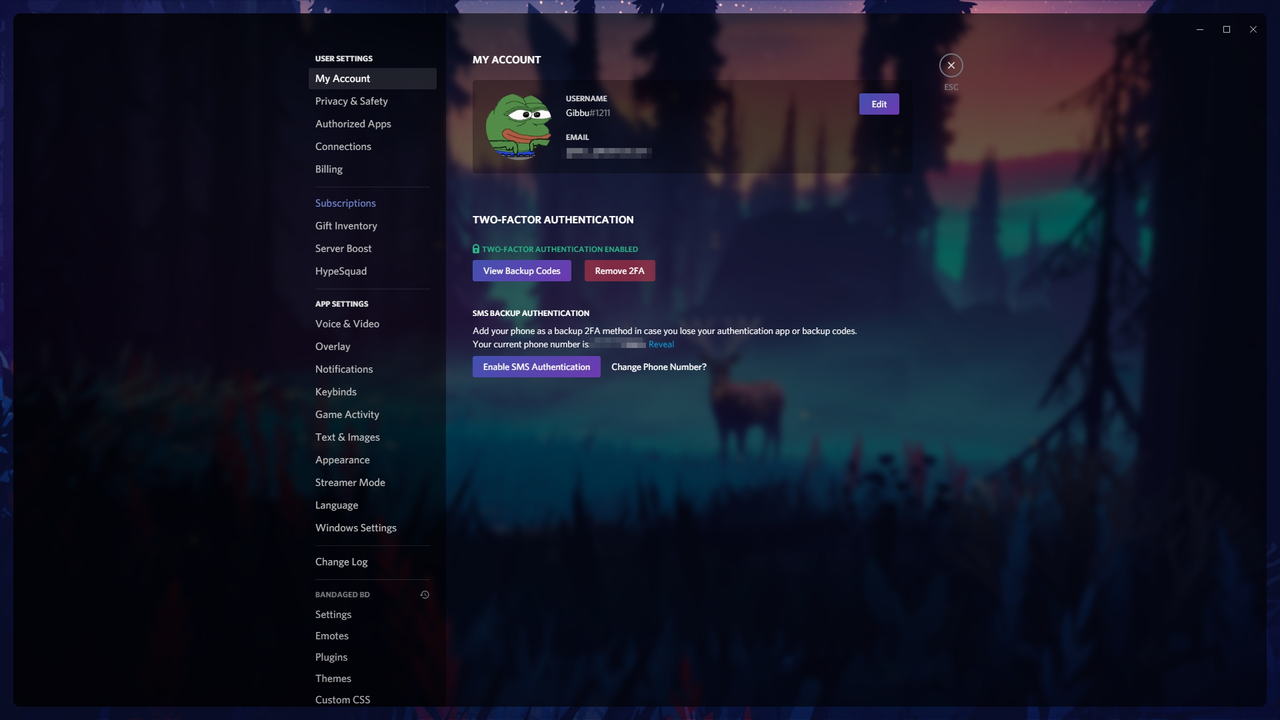 USER SETTINGS
My Account
Privacy & Safety
Authorized Apps
Connections
Billing
Subscriptions
Gift Inventory
Server Boost
HypeSquad
APP SETTINGS
Voice & Video
Overlay
Notifications
Keybinds
Game Activity
Text & Images
Appearance
Streamer Mode
Language
Windows Settings
Change Log
BANDAGED BD
Settings
Emotes
Plugins
Themes
Custom CSS
MY ACCOUNT
USERNAME
Gibbu#1211
EMAIL
Edit
ESC
TWO-FACTOR AUTHENTICATION
TWO-FACTOR AUTHENTICATION ENABLED
View Backup Codes Remove 2FA
SMS BACKUP AUTHENTICATION
Add your phone as a backup 2FA method in case you lose your authentication app or backup codes.
Your current phone number is Reveal
Enable SMS Authentication Change Phone Number?